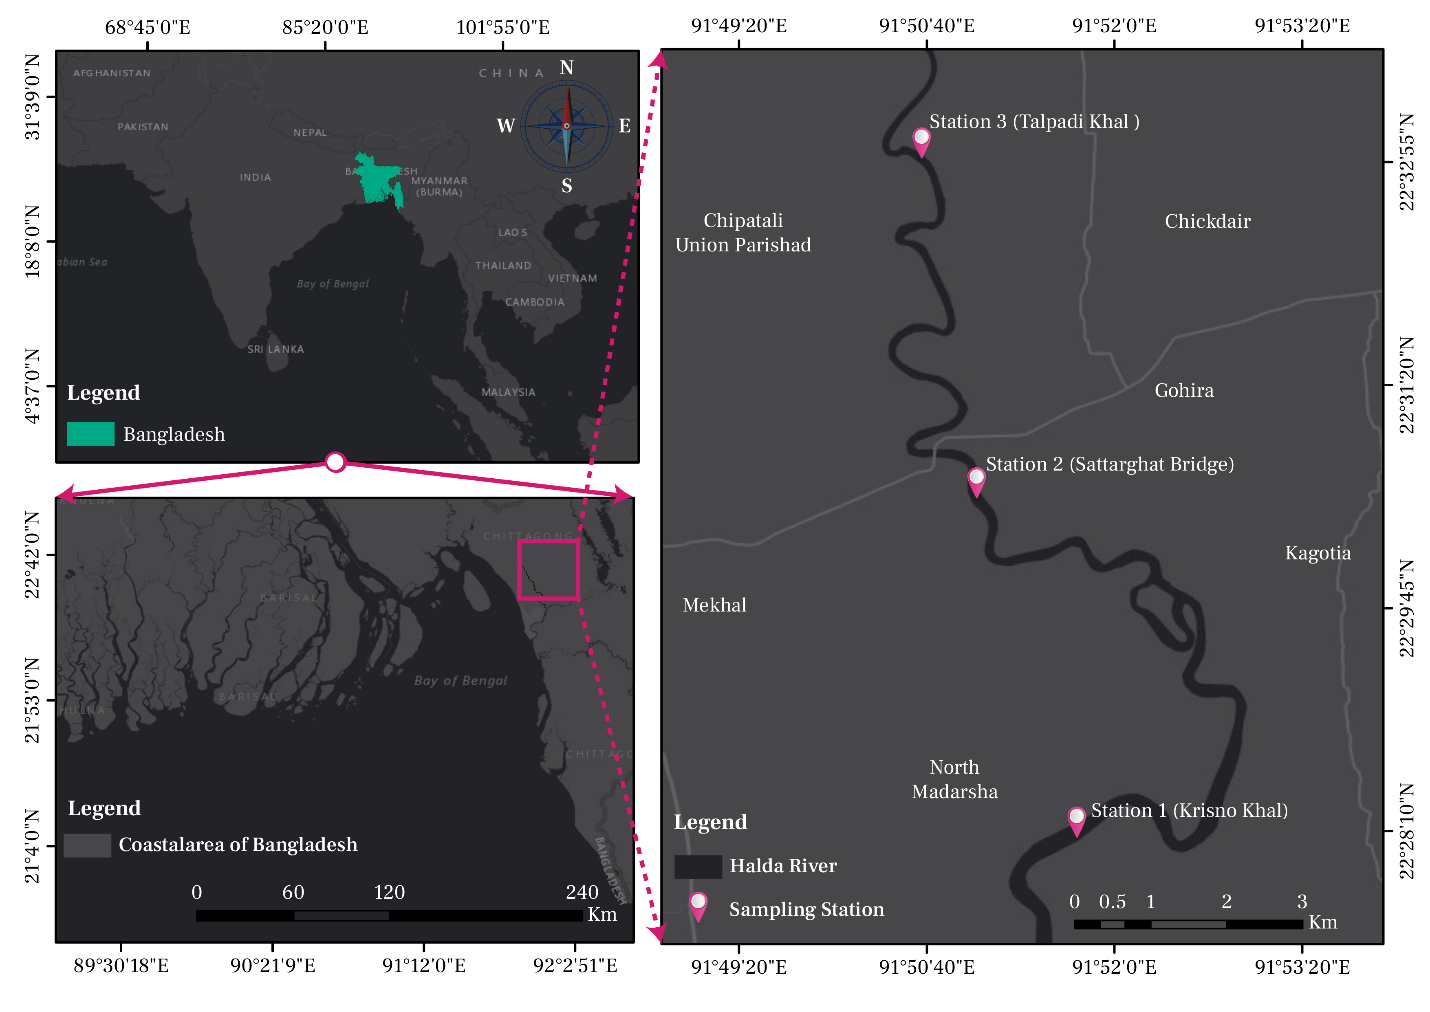 68°45'0"E
85°20'0"E
101°55'0"E
31°39'0"N
18°8'0"N
4°37'0"N
AFGHANISTAN
CHINA
N
W
E
S
PAKISTAN
NEPAL
INDIA
MYANMAR
(BURMA)
LAOS
abian Sea
THAILAND
VIETNAM
Bay of Bengal
CAMBODIA
SRI LANKA
MALAYSIA
Legend
Bangladesh
22°42'0"N
21°53'0"N
21°4'0"N
CHITTAGONG
BARISAL
BARISAL
Bay of Bengal
HULNA
CHITTAGO
BANGLADESH
Legend
Coastalarea of Bangladesh
0 60 120 240
Km
89°30'18"E
90°21'9"E
91°12'0"E
92°2'51"E
91°49'20"E
91°50'40"E
91°52'0"E
91°53'20"E
Station 3 (Talpadi Khal )
Chipatali
Union Parishad
Chickdair
Gohira
Station 2 (Sattarghat Bridge)
Kagotia
Mekhal
North
Madarsha
Station 1 (Krisno Khal)
Legend
Halda River
Sampling Station
0 0.5 1 2 3
Km
22°32'55"N
22°31'20"N
22°29'45"N
22°28'10"N
91°49'20"E
91°50'40"E
91°52'0"E
91°53'20"E